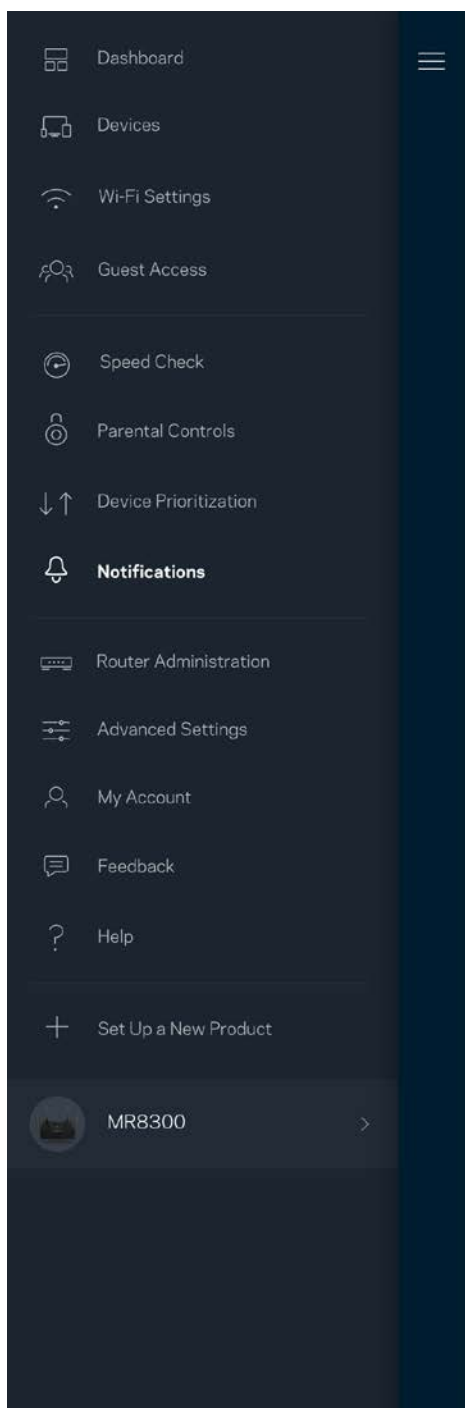 Dashboard
Devices
Wi-Fi Settings
Guest Access
Speed Check
Parental Controls
Device Prioritization
Notifications
Router Administration
Advanced Settings
My Account
Feedback
Help
Set Up a New Product
MR8300